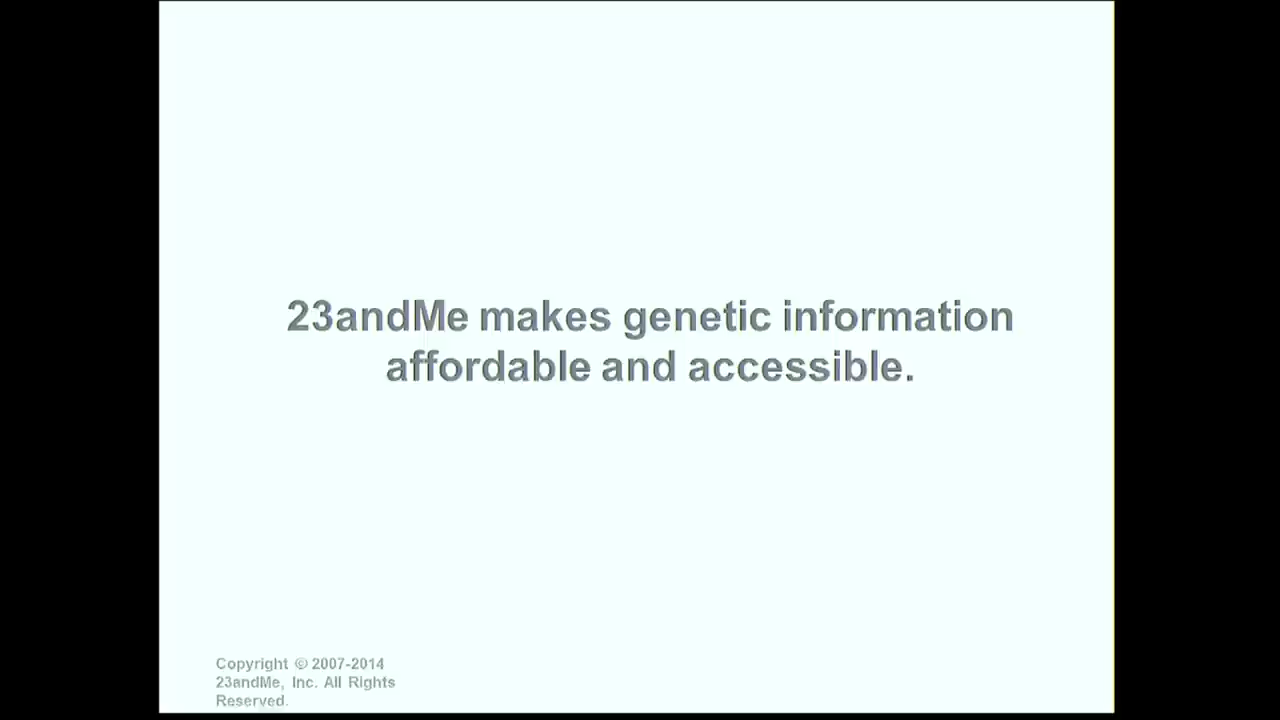 23andMe makes genetic information
affordable and accessible.
Copyright © 2007-2014
23andMe, Inc. All Rights
Reserved.